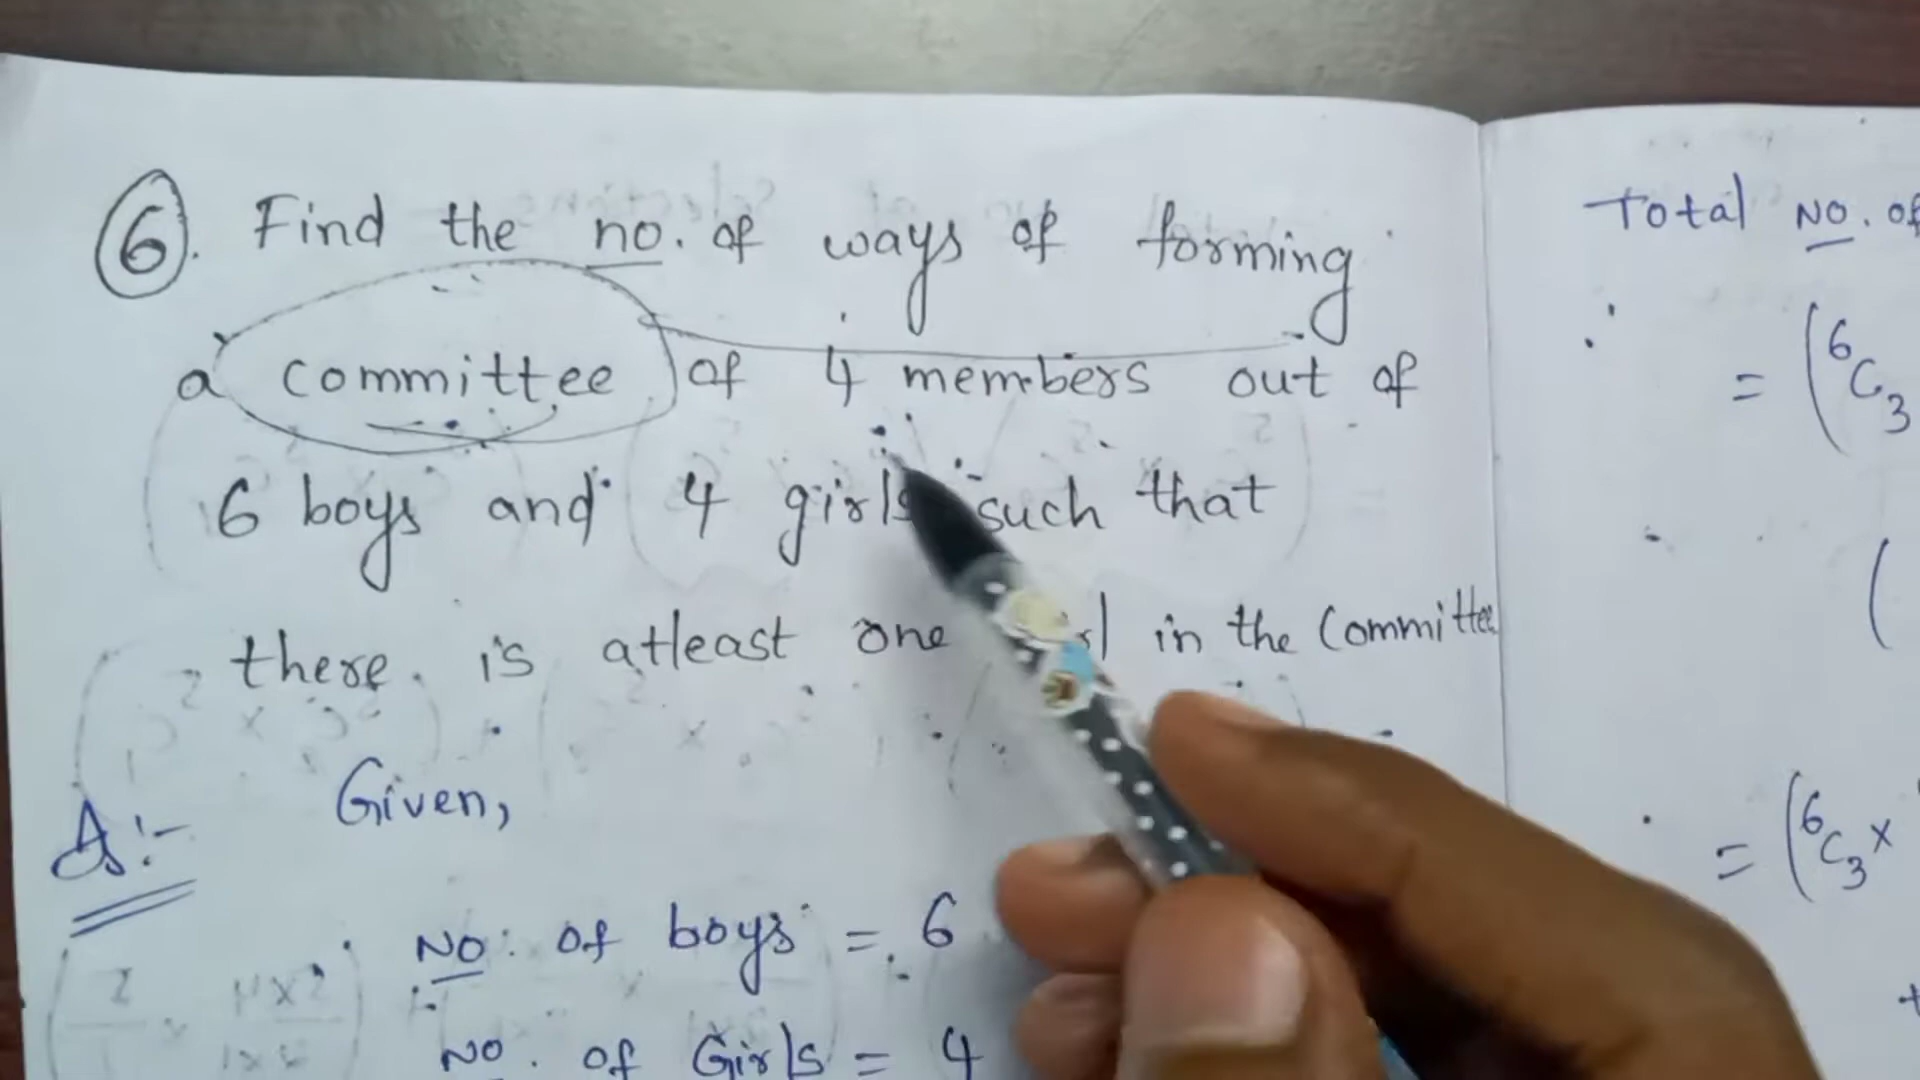 6. Find the no. of ways of forming
a committee of 4 members out of
6 boys and 4 girls such that
there is atleast one in the Committee
A:- Given,
No. of boys = 6
No. of Girls = 4
Total No. of
∴ = (6C3
(
= (6C3 x